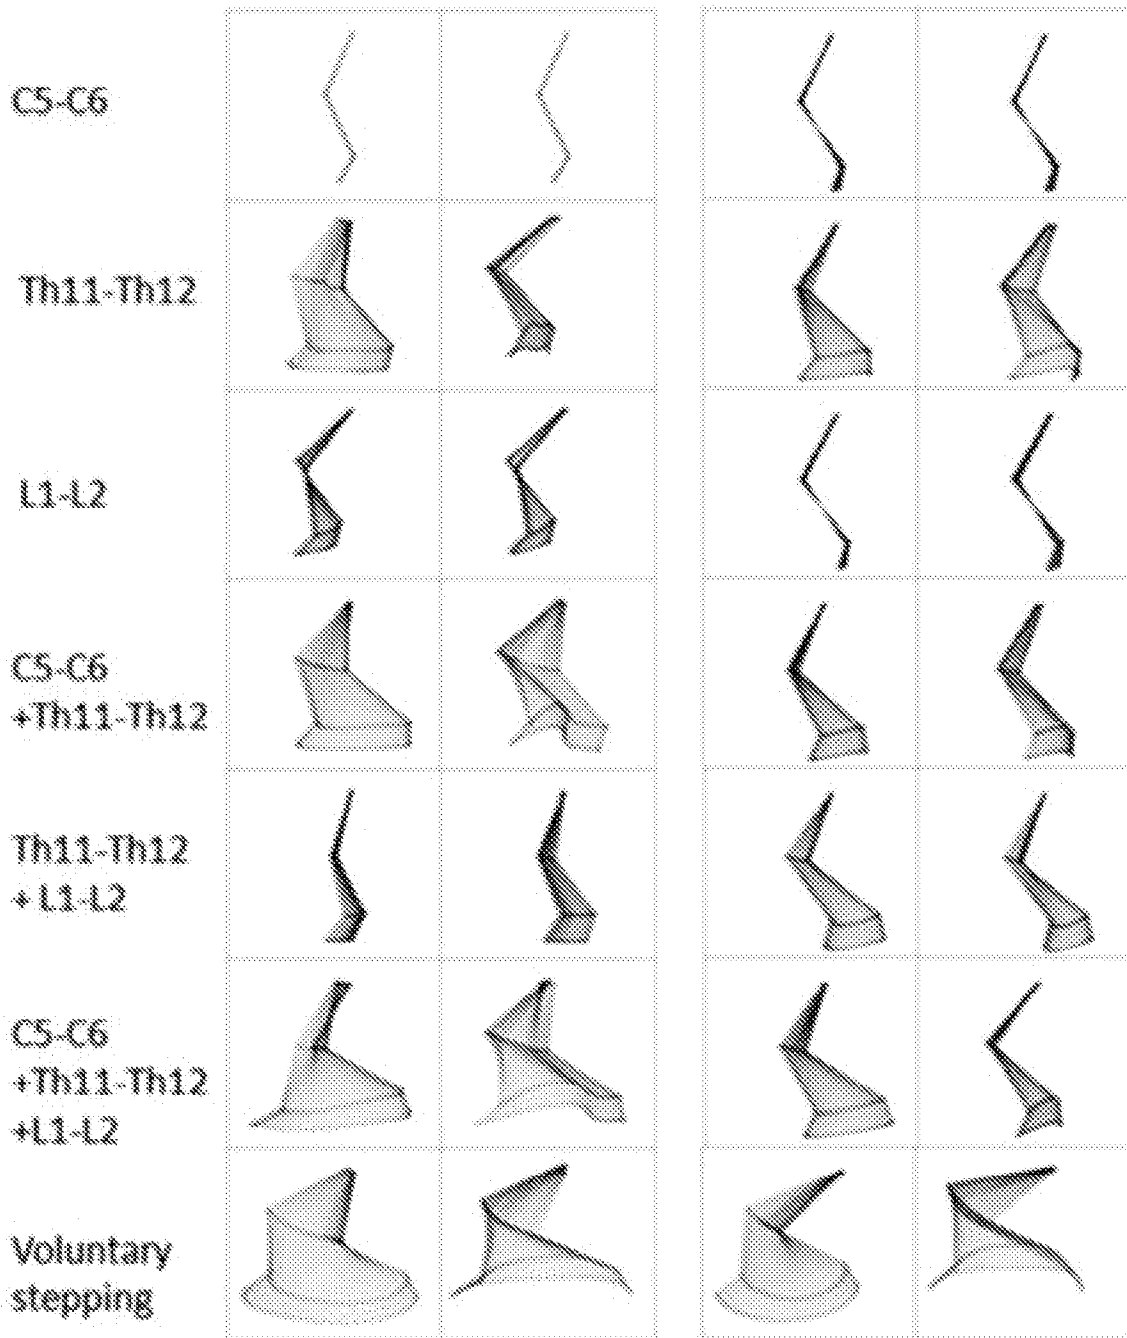 C5-C6
Th11-Th12
L1-L2
C5-C6
+Th11-Th12
Th11-Th12
+ L1-L2
C5-C6
+Th11-Th12
+L1-L2
Voluntary
stepping